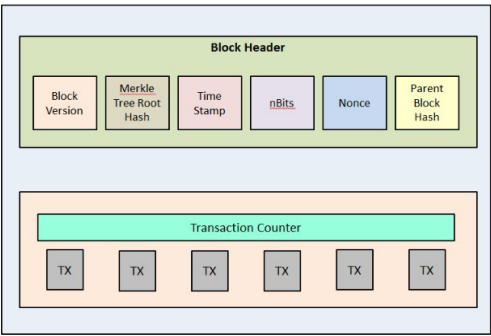 Block Header
Block
Version
Merkle
Tree Root
Hash
Time
Stamp
nBits
Nonce
Parent
Block
Hash
Transaction Counter
TX
TX
TX
TX
TX
TX